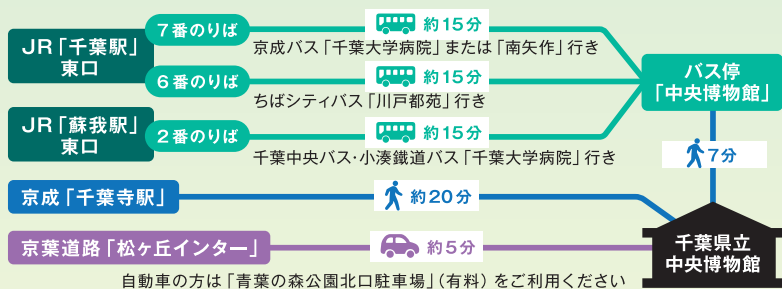 JR「千葉駅」
東口
7番のりば
約15分
京成バス「千葉大学病院」または「南矢作」行き
6番のりば
約15分
ちばシティバス「川戸都苑」行き
JR「蘇我駅」
東口
2番のりば
約15分
千葉中央バス・小湊鐵道バス「千葉大学病院」行き
バス停
「中央博物館」
7分
京成「千葉寺駅」
約20分
京葉道路「松ヶ丘インター」
約5分
千葉県立
中央博物館
自動車の方は「青葉の森公園北口駐車場」(有料)をご利用ください